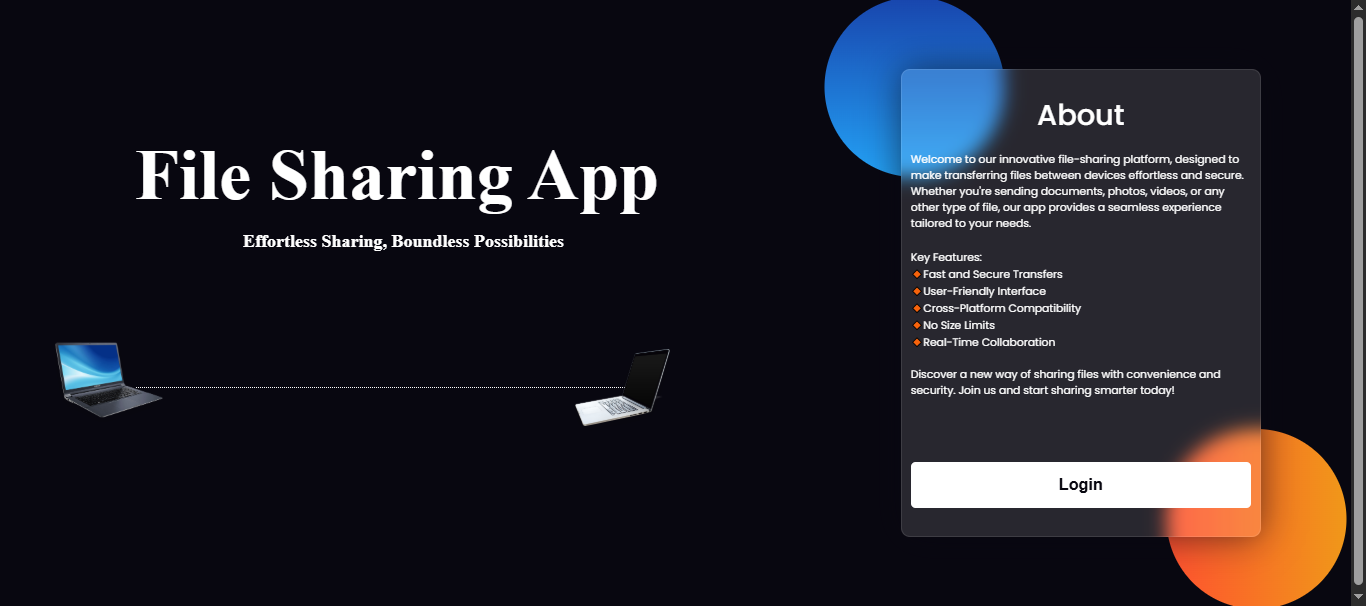 File Sharing App
Effortless Sharing, Boundless Possibilities
About
Welcome to our innovative file-sharing platform, designed to
make transferring files between devices effortless and secure.
Whether you're sending documents, photos, videos, or any
other type of file, our app provides a seamless experience
tailored to your needs.
Key Features:
🔸Fast and Secure Transfers
🔸User-Friendly Interface
🔸Cross-Platform Compatibility
🔸No Size Limits
🔸Real-Time Collaboration
Discover a new way of sharing files with convenience and
security. Join us and start sharing smarter today!
Login